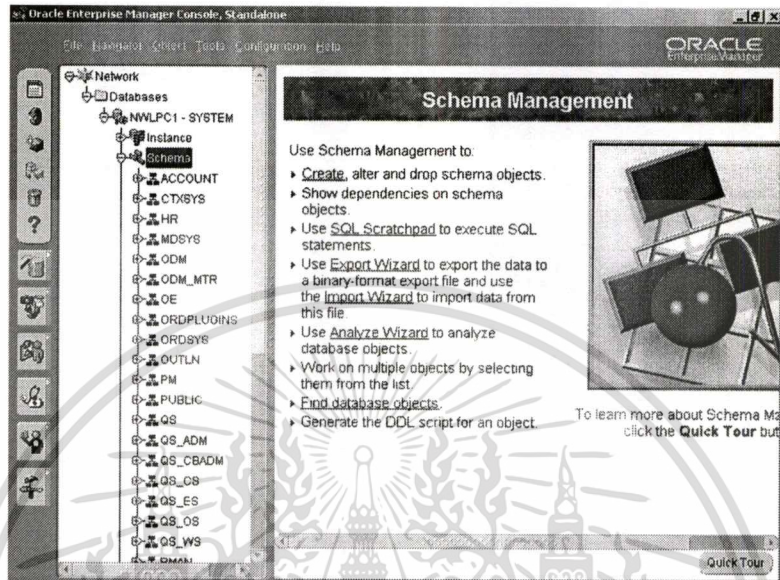 Oracle Enterprise Manager Console, Standalone
File Navigator Object Tools Configuration Help
ORACLE
Enterprise Manager
Network
Databases
NWLPC1 - SYSTEM
Instance
Schema
ACCOUNT
CTXSYS
HR
MDSYS
ODM
ODM_MTR
OE
ORDPLUGINS
ORDSYS
OUTLN
PM
PUBLIC
QS
QS_ADM
QS_CBADM
QS_CS
QS_ES
QS_OS
QS_WS
RMAN
Schema Management
Use Schema Management to:
Create, alter and drop schema objects.
Show dependencies on schema
objects.
Use SQL Scratchpad to execute SQL
statements.
Use Export Wizard to export the data to
a binary-format export file and use
the Import Wizard to import data from
this file.
Use Analyze Wizard to analyze
database objects.
Work on multiple objects by selecting
them from the list.
Find database objects.
Generate the DDL script for an object.
To learn more about Schema Ma
click the Quick Tour but
Quick Tour